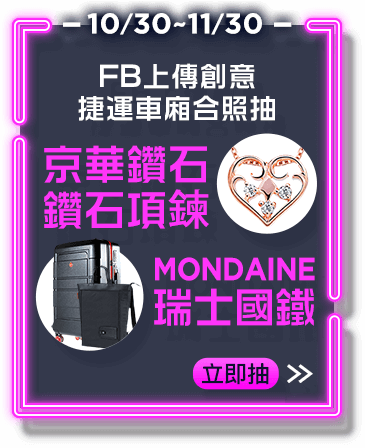 10/30~11/30
FB上傳創意
捷運車廂合照抽
京華鑽石
鑽石項鍊
MONDAINE
瑞士國鐵
立即抽